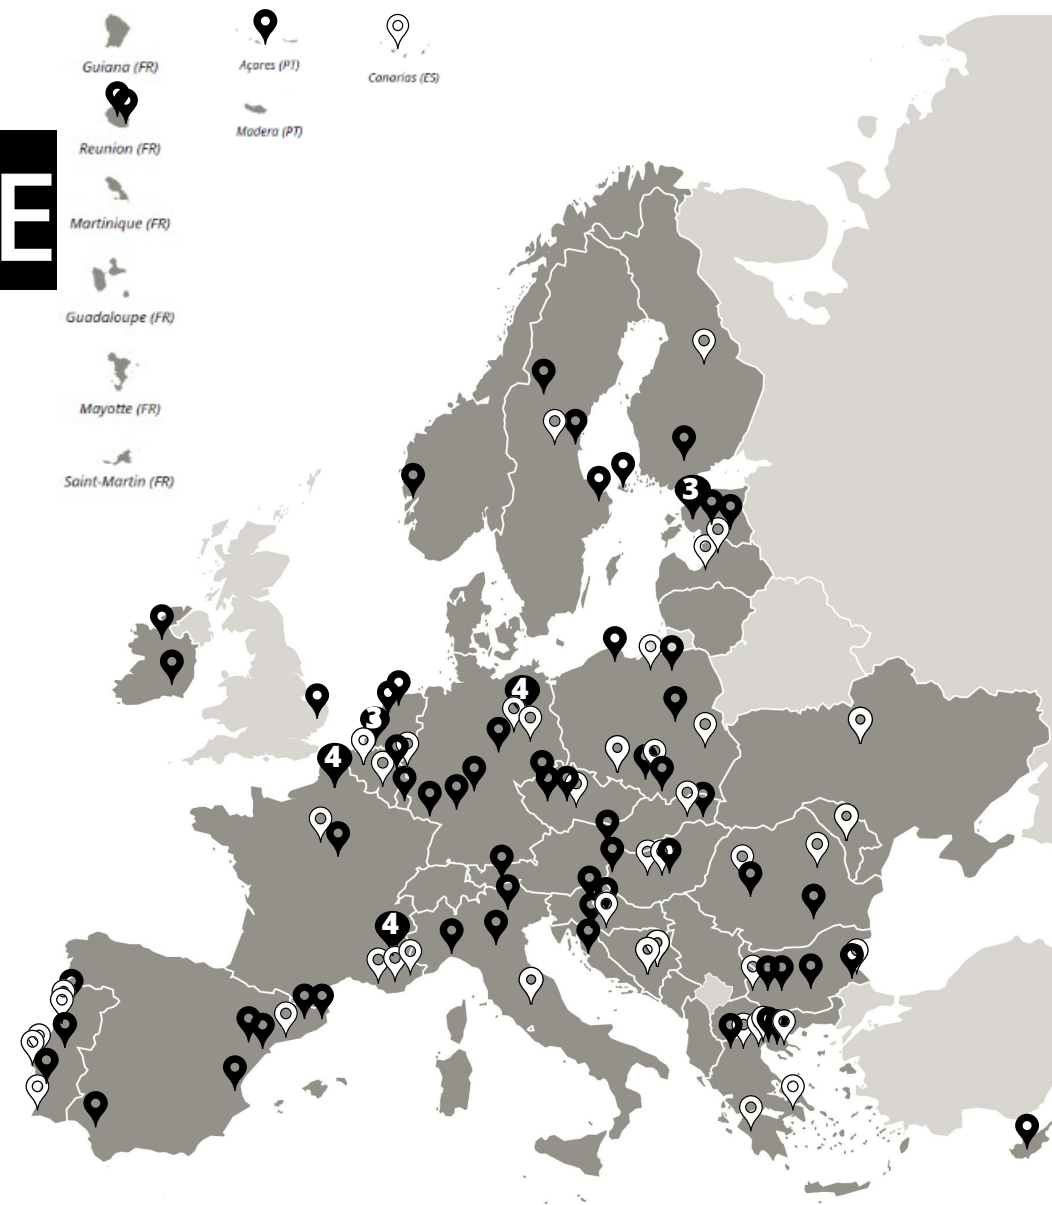 Guiana (FR)
Açores (PT)
Canarias (ES)
Madera (PT)
Reunion (FR)
E
Martinique (FR)
Guadaloupe (FR)
Mayotte (FR)
Saint-Martin (FR)
3
4
3
4
4